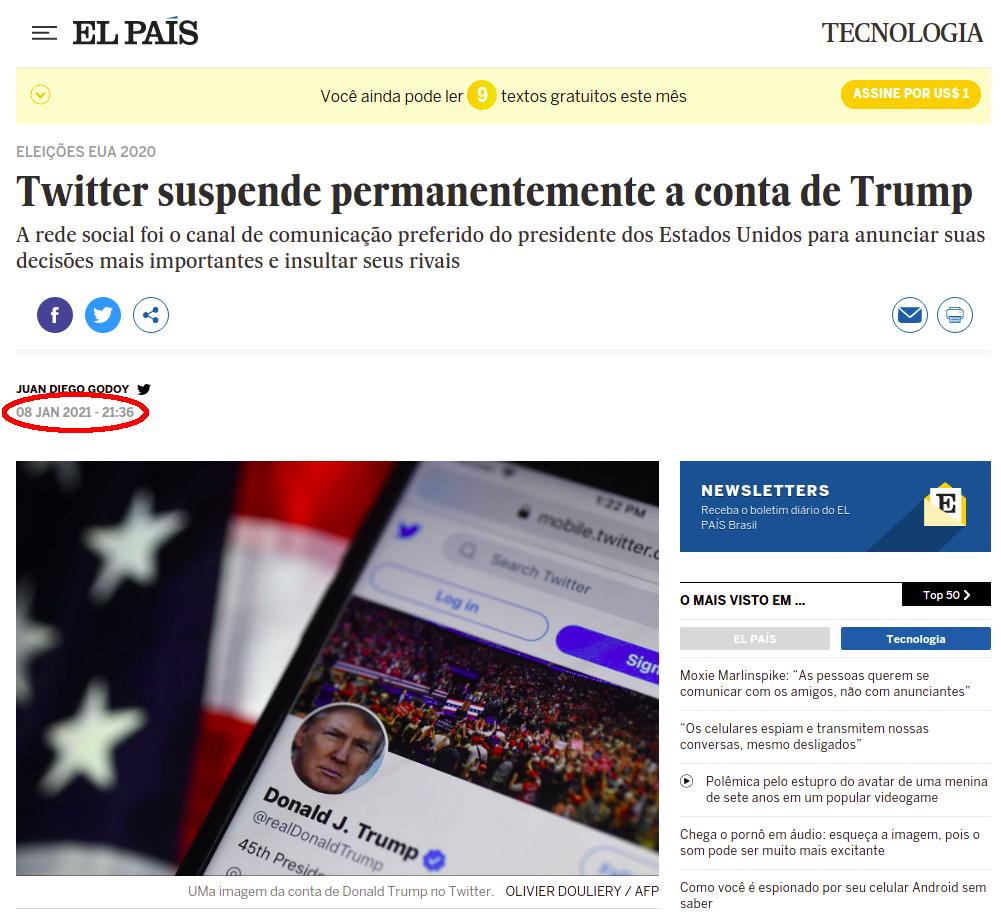 EL PAÍS
TECNOLOGIA
Você ainda pode ler 9 textos gratuitos este mês
ASSINE POR US$ 1
ELEIÇÕES EUA 2020
Twitter suspende permanentemente a conta de Trump
A rede social foi o canal de comunicação preferido do presidente dos Estados Unidos para anunciar suas
decisões mais importantes e insultar seus rivais
f
JUAN DIEGO GODOY
08 JAN 2021 - 21:36
1:22 PM
mobile.twitter.c
Search Twitter
Log in
Sign
Donald J. Trump
@realDonaldTrump
45th Preside
UMa imagem da conta de Donald Trump no Twitter. OLIVIER DOULIERY / AFP
NEWSLETTERS
Receba o boletim diário do EL
PAÍS Brasil
E
O MAIS VISTO EM ...
Top 50
EL PAÍS
Tecnologia
Moxie Marlinspike: “As pessoas querem se
comunicar com os amigos, não com anunciantes”
“Os celulares espiam e transmitem nossas
conversas, mesmo desligados”
Polêmica pelo estupro do avatar de uma menina
de sete anos em um popular videogame
Chega o pornô em áudio: esqueça a imagem, pois o
som pode ser muito mais excitante
Como você é espionado por seu celular Android sem
saber